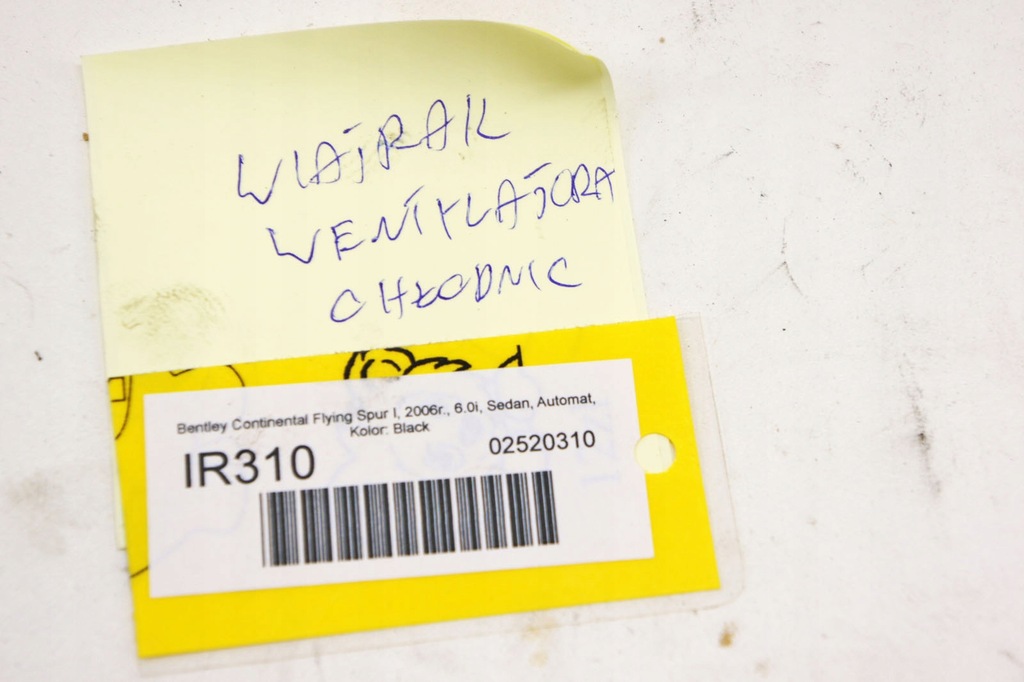 WIATRAK
WENTYLATORA
CHŁODNIC
Bentley Continental Flying Spur I, 2006r., 6.0i, Sedan, Automat,
Kolor: Black
IR310
02520310